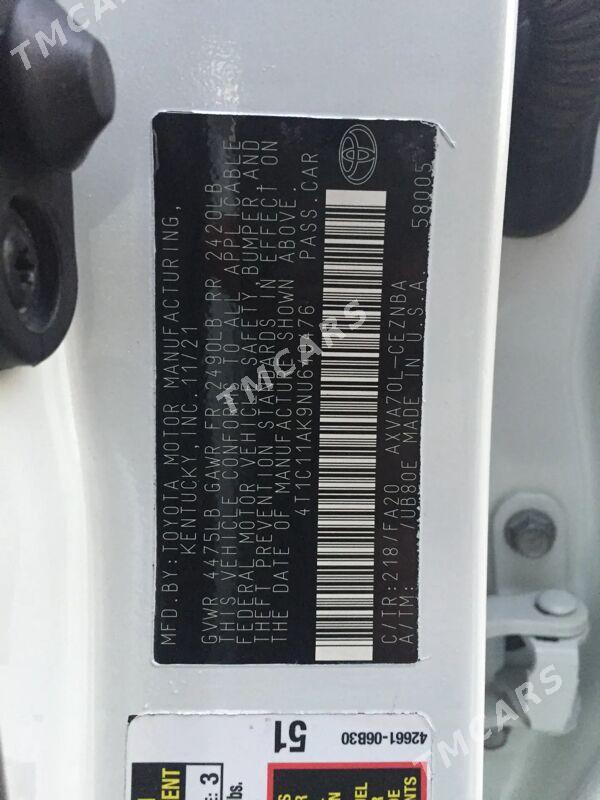 MFD.BY:TOYOTA MOTOR MANUFACTURING,
KENTUCKY, INC. 11/21
GVWR 4475LB GAWR FR 2490LB RR 2420LB
THIS VEHICLE CONFORMS TO ALL APPLICABLE
FEDERAL MOTOR VEHICLE SAFETY, BUMPER, AND
THEFT PREVENTION STANDARDS IN EFFECT ON
THE DATE OF MANUFACTURE SHOWN ABOVE.
PASS.CAR
C/TR:218/FA20 AXVA70L-CEZNBA
A/TM: /UB80E MADE IN U.S.A. 58005
51
42661-06B30
3
TMCARS
TMCARS
TMCARS
TMCARS